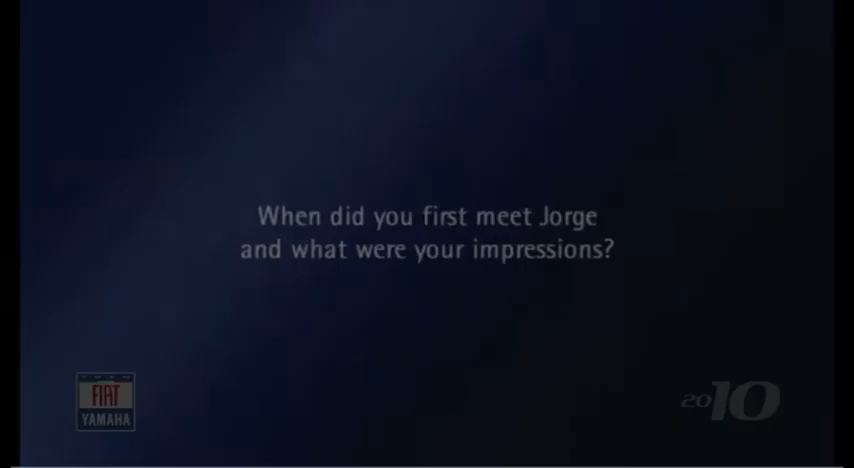 When did you first meet Jorge
and what were your impressions?
FIAT
YAMAHA
2010